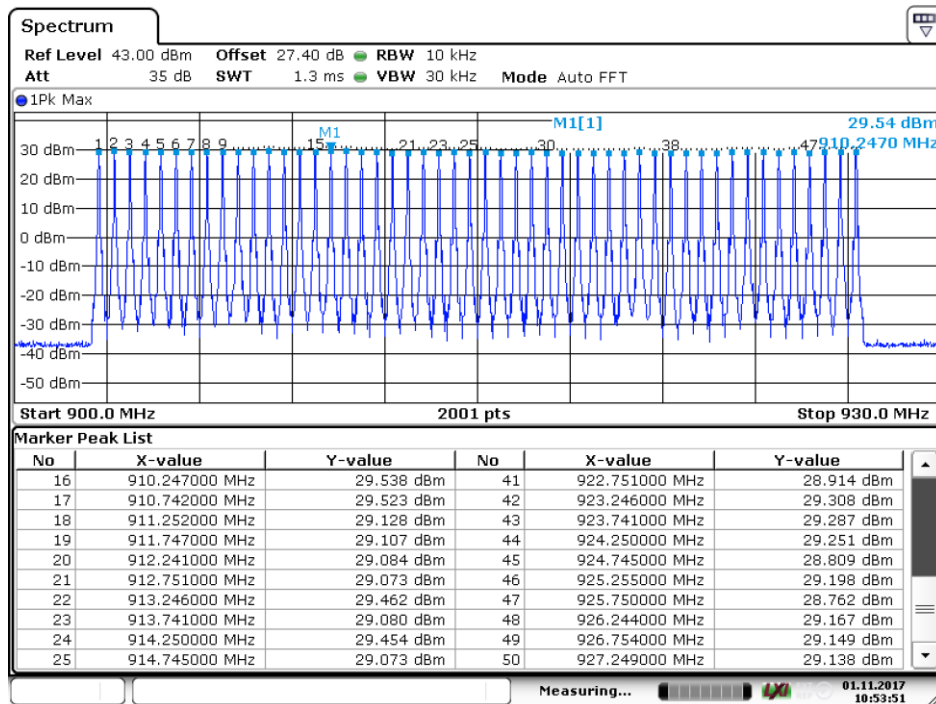 Spectrum
Ref Level 43.00 dBm Offset 27.40 dB RBW 10 kHz
Att 35 dB SWT 1.3 ms VBW 30 kHz Mode Auto FFT
1Pk Max
M1[1] 29.54 dBm
910.2470 MHz
M1
1 2 3 4 5 6 7 8 9 15 21 23 25 30 38 47
30 dBm
20 dBm
10 dBm
0 dBm
-10 dBm
-20 dBm
-30 dBm
-40 dBm
-50 dBm
Start 900.0 MHz 2001 pts Stop 930.0 MHz
Marker Peak List
No X-value Y-value No X-value Y-value
16 910.247000 MHz 29.538 dBm 41 922.751000 MHz 28.914 dBm
17 910.742000 MHz 29.523 dBm 42 923.246000 MHz 29.308 dBm
18 911.252000 MHz 29.128 dBm 43 923.741000 MHz 29.287 dBm
19 911.747000 MHz 29.107 dBm 44 924.250000 MHz 29.251 dBm
20 912.241000 MHz 29.084 dBm 45 924.745000 MHz 28.809 dBm
21 912.751000 MHz 29.073 dBm 46 925.255000 MHz 29.198 dBm
22 913.246000 MHz 29.462 dBm 47 925.750000 MHz 28.762 dBm
23 913.741000 MHz 29.080 dBm 48 926.244000 MHz 29.167 dBm
24 914.250000 MHz 29.454 dBm 49 926.754000 MHz 29.149 dBm
25 914.745000 MHz 29.073 dBm 50 927.249000 MHz 29.138 dBm
Measuring... LXI 01.11.2017
10:53:51